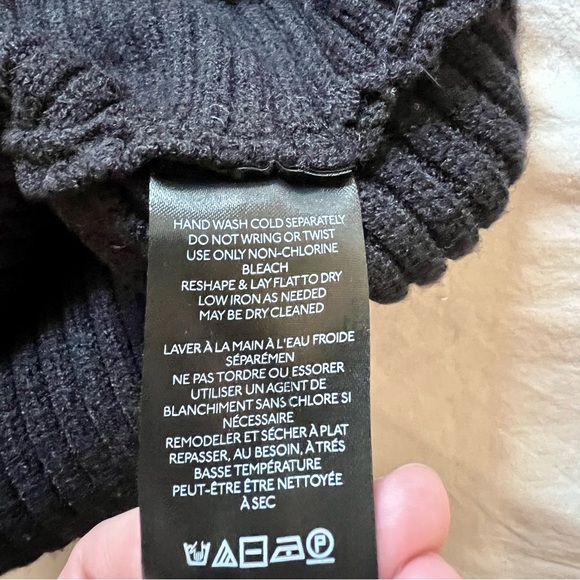 HAND WASH COLD SEPARATELY
DO NOT WRING OR TWIST
USE ONLY NON-CHLORINE
BLEACH
RESHAPE & LAY FLAT TO DRY
LOW IRON AS NEEDED
MAY BE DRY CLEANED
LAVER À LA MAIN À L'EAU FROIDE
SÉPARÉMEN
NE PAS TORDRE OU ESSORER
UTILISER UN AGENT DE
BLANCHIMENT SANS CHLORE SI
NÉCESSAIRE
REMODELER ET SÉCHER À PLAT
REPASSER, AU BESOIN, À TRÉS
BASSE TEMPÉRATURE
PEUT-ÊTRE NETTOYÉE
À SEC
P